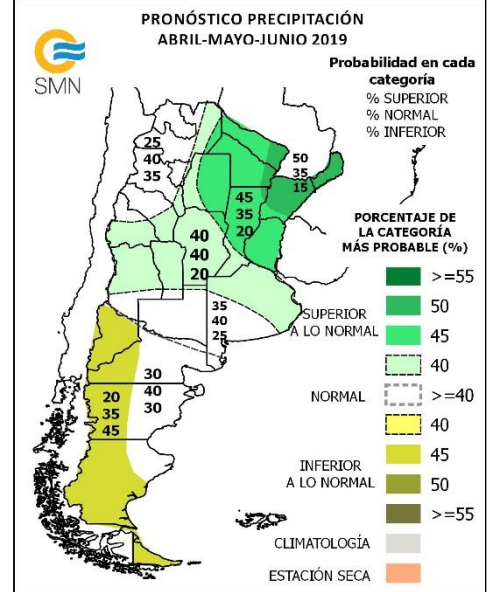 PRONÓSTICO PRECIPITACIÓN
ABRIL-MAYO-JUNIO 2019
SMN
Probabilidad en cada
categoría
% SUPERIOR
% NORMAL
% INFERIOR
25
40
35
50
35
15
45
35
20
40
40
20
35
40
25
30
40
30
20
35
45
PORCENTAJE DE
LA CATEGORÍA
MÁS PROBABLE (%)
>=55
50
SUPERIOR
A LO NORMAL
45
40
NORMAL
>=40
40
INFERIOR
A LO NORMAL
45
50
>=55
CLIMATOLOGÍA
ESTACIÓN SECA